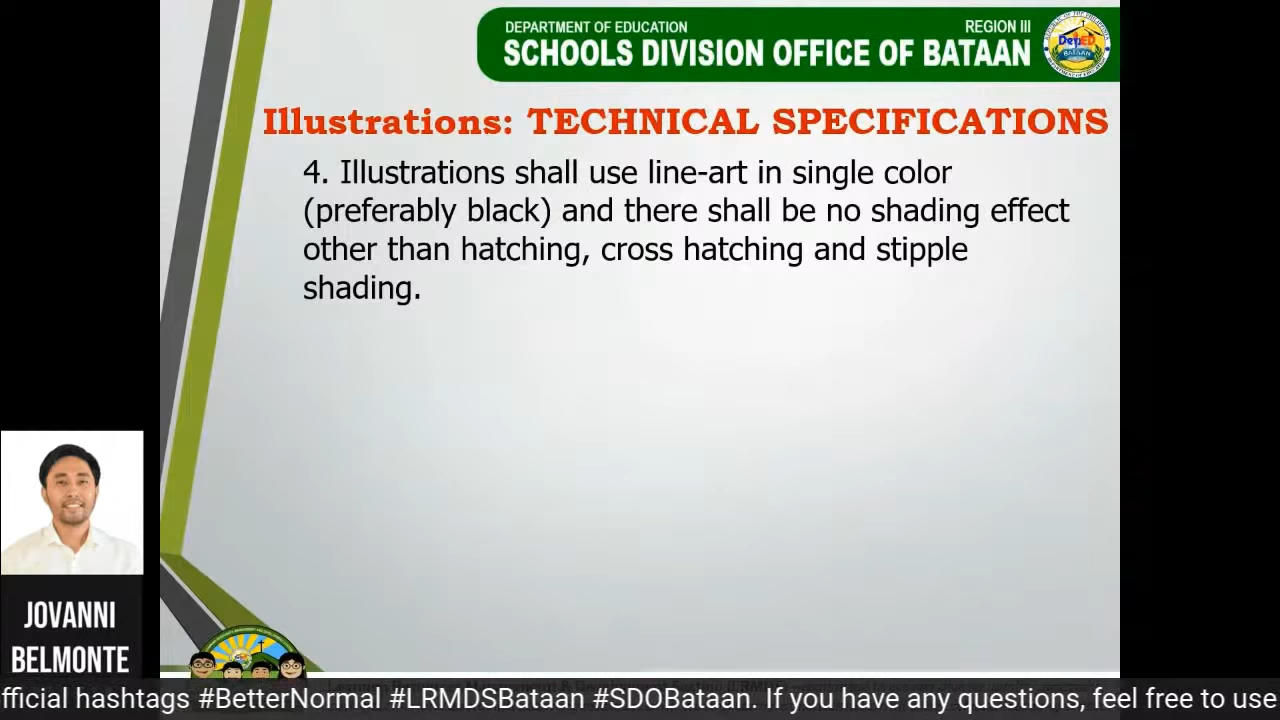 DEPARTMENT OF EDUCATION
REGION III
SCHOOLS DIVISION OFFICE OF BATAAN
DepED
BATAAN
Illustrations: TECHNICAL SPECIFICATIONS
4. Illustrations shall use line-art in single color
(preferably black) and there shall be no shading effect
other than hatching, cross hatching and stipple
shading.
JOVANNI
BELMONTE
fficial hashtags #BetterNormal #LRMDSBataan #SDOBataan. If you have any questions, feel free to use